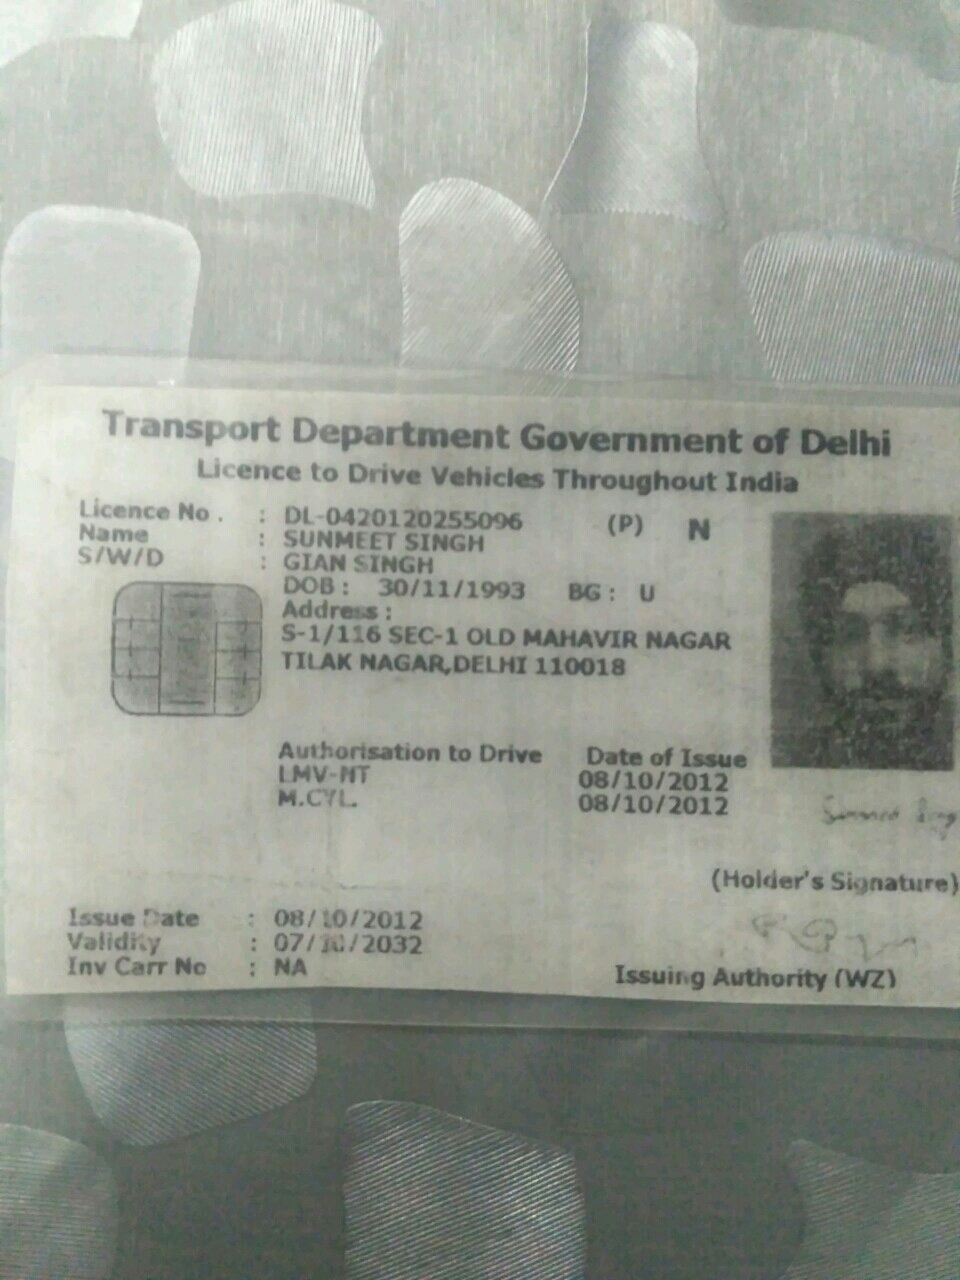 Transport Department Government of Delhi
Licence to Drive Vehicles Throughout India
Licence No. : DL-0420120255096 (P) N
Name : SUNMEET SINGH
S/W/D : GIAN SINGH
DOB : 30/11/1993 BG : U
Address :
S-1/116 SEC-1 OLD MAHAVIR NAGAR
TILAK NAGAR,DELHI 110018
Authorisation to Drive Date of Issue
LMV-NT 08/10/2012
M.CYL. 08/10/2012
(Holder's Signature)
Issue Date : 08/10/2012
Validity : 07/10/2032
Inv Carr No : NA
Issuing Authority (WZ)